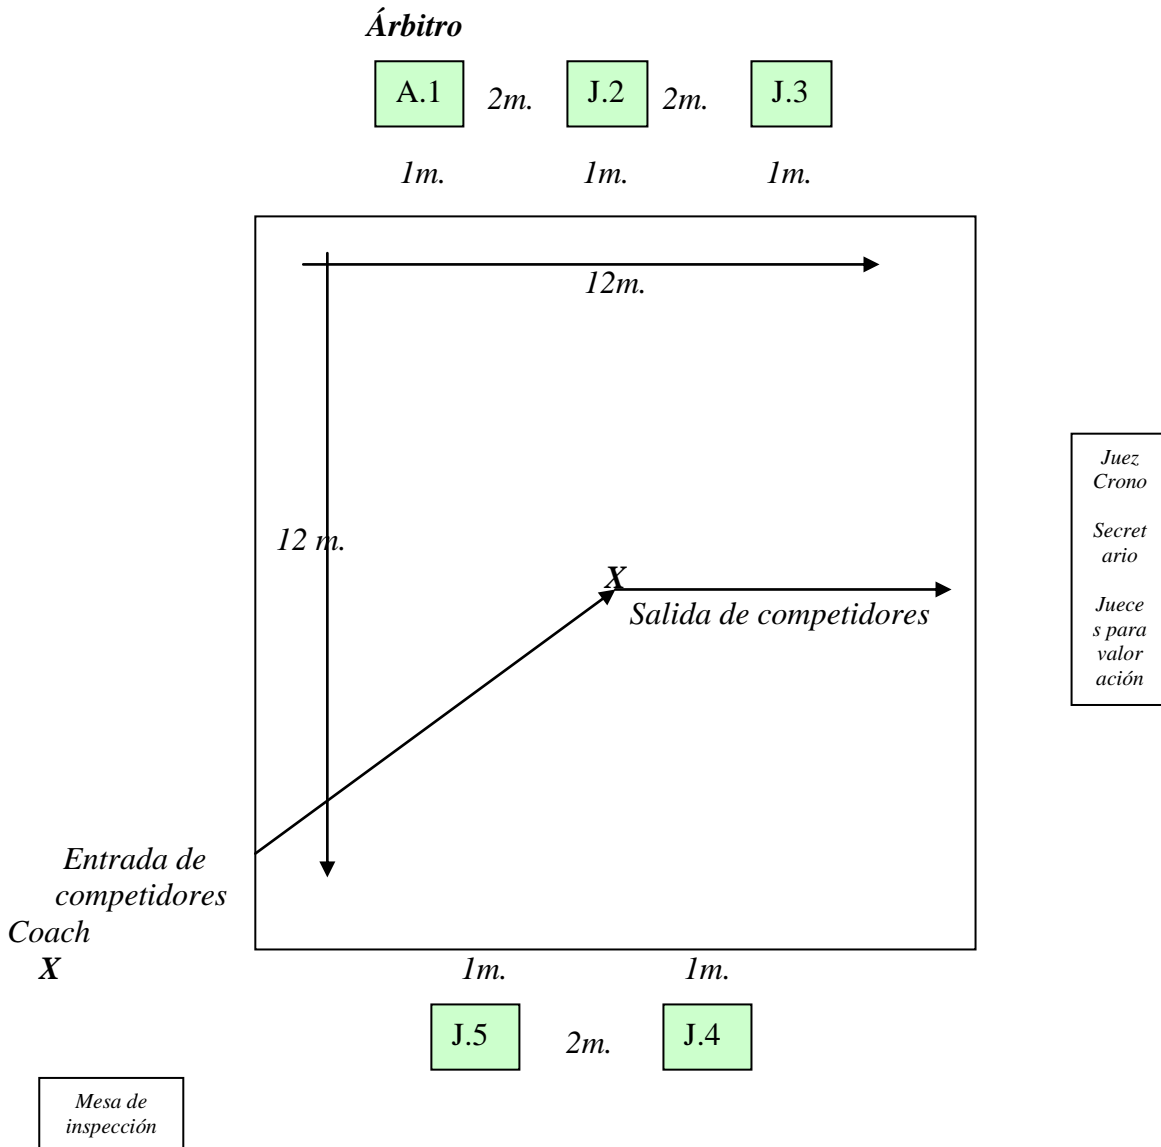 Árbitro
A.1 2m. J.2 2m. J.3
1m. 1m. 1m.
12m.
12 m.
X
Salida de competidores
Juez
Crono
Secret
ario
Juece
s para
valor
ación
Entrada de
competidores
Coach
X
1m. 1m.
J.5 2m. J.4
Mesa de
inspección